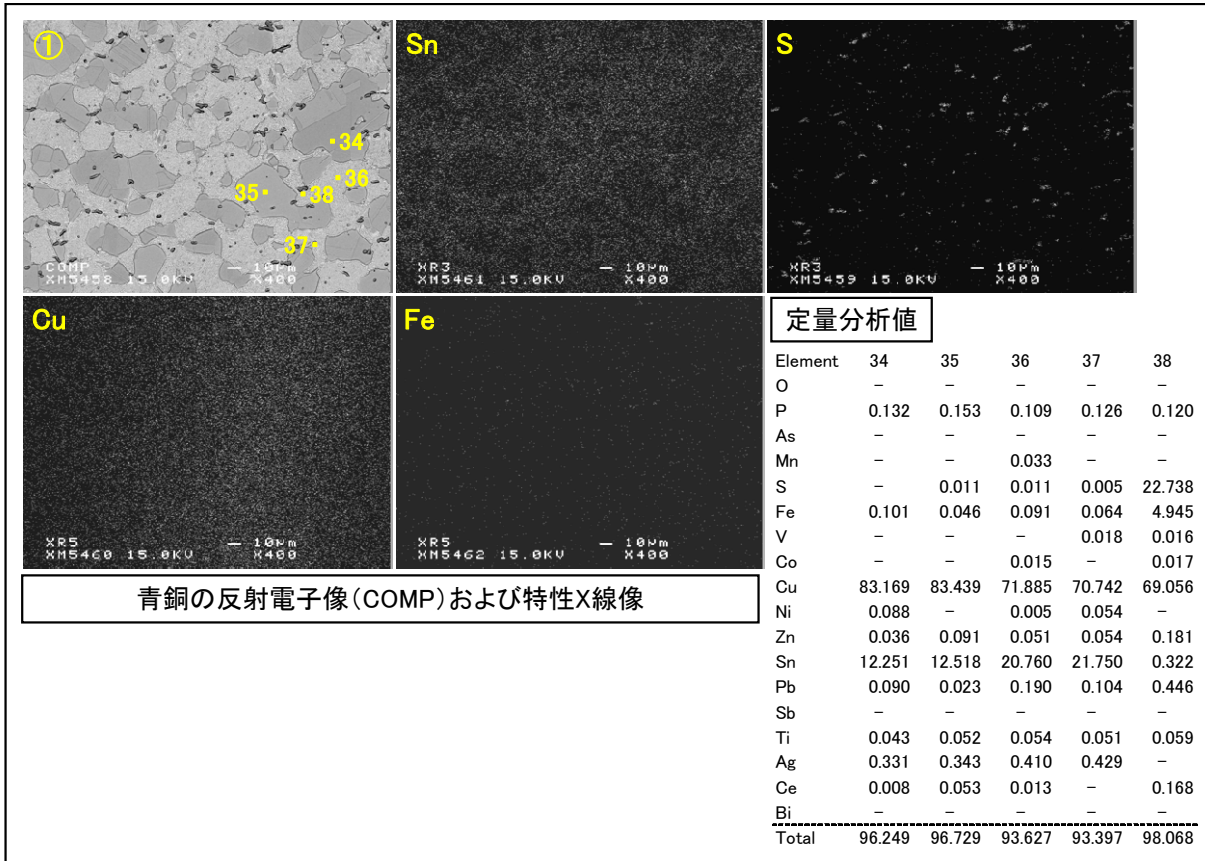 ①
34
36
35
38
37
COMP — 10μm
XM5458 15.0KV X400
Sn
XR3 — 10μm
XM5461 15.0KV X400
S
XR3 — 10μm
XM5459 15.0KV X400
Cu
XR5 — 10μm
XM5460 15.0KV X400
Fe
XR5 — 10μm
XM5462 15.0KV X400
青銅の反射電子像(COMP)および特性X線像
定量分析値
Element 34 35 36 37 38
O − − − − −
P 0.132 0.153 0.109 0.126 0.120
As − − − − −
Mn − − 0.033 − −
S − 0.011 0.011 0.005 22.738
Fe 0.101 0.046 0.091 0.064 4.945
V − − − 0.018 0.016
Co − − 0.015 − 0.017
Cu 83.169 83.439 71.885 70.742 69.056
Ni 0.088 − 0.005 0.054 −
Zn 0.036 0.091 0.051 0.054 0.181
Sn 12.251 12.518 20.760 21.750 0.322
Pb 0.090 0.023 0.190 0.104 0.446
Sb − − − − −
Ti 0.043 0.052 0.054 0.051 0.059
Ag 0.331 0.343 0.410 0.429 −
Ce 0.008 0.053 0.013 − 0.168
Bi − − − − −
Total 96.249 96.729 93.627 93.397 98.068